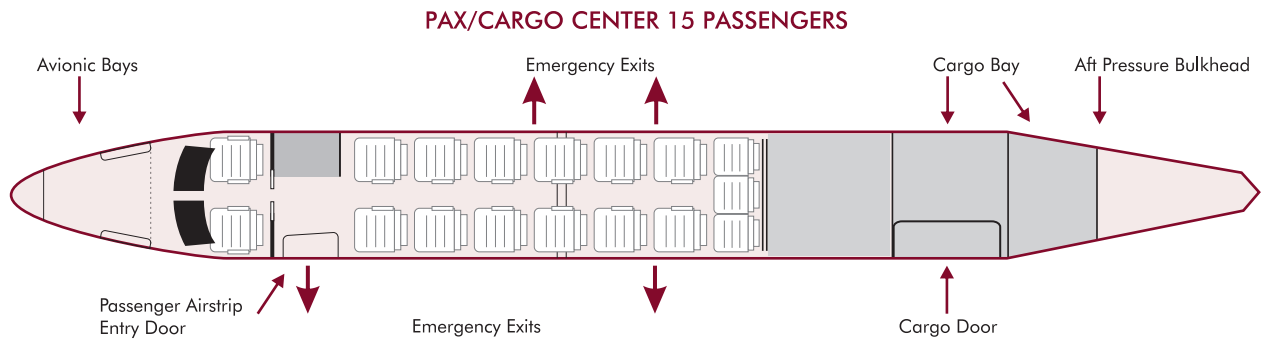 PAX/CARGO CENTER 15 PASSENGERS
Avionic Bays
Emergency Exits
Cargo Bay
Aft Pressure Bulkhead
Passenger Airstrip
Entry Door
Emergency Exits
Cargo Door